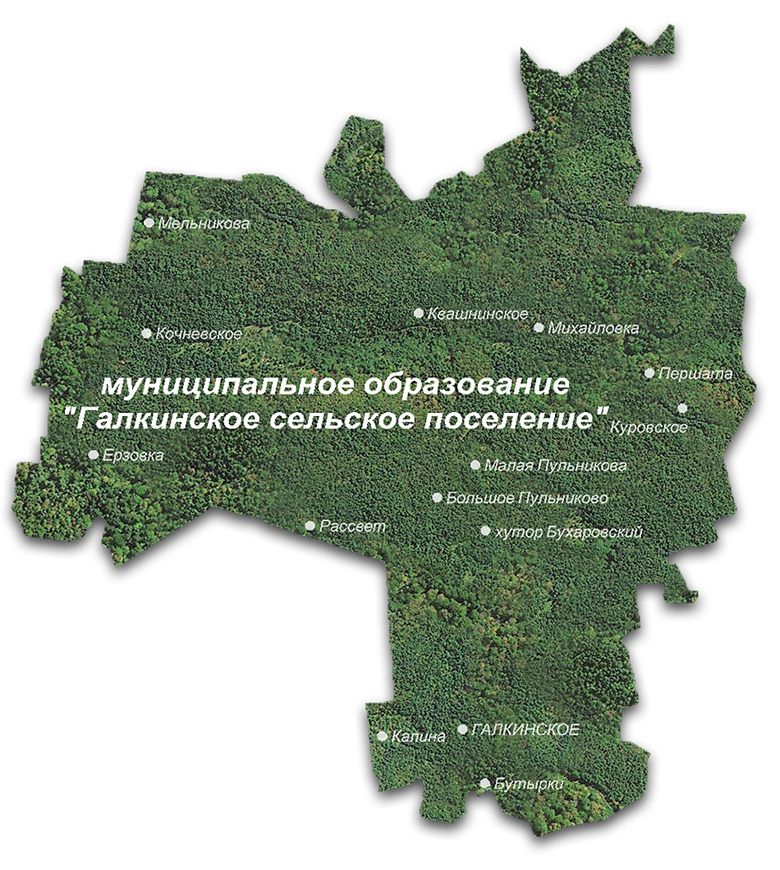 Мельникова
Квашнинское
Михайловка
Кочневское
Першата
муниципальное образование
"Галкинское сельское поселение"
Куровское
Ерзовка
Малая Пульникова
Большое Пульниково
Рассвет
хутор Бухаровский
ГАЛКИНСКОЕ
Калина
Бутырки